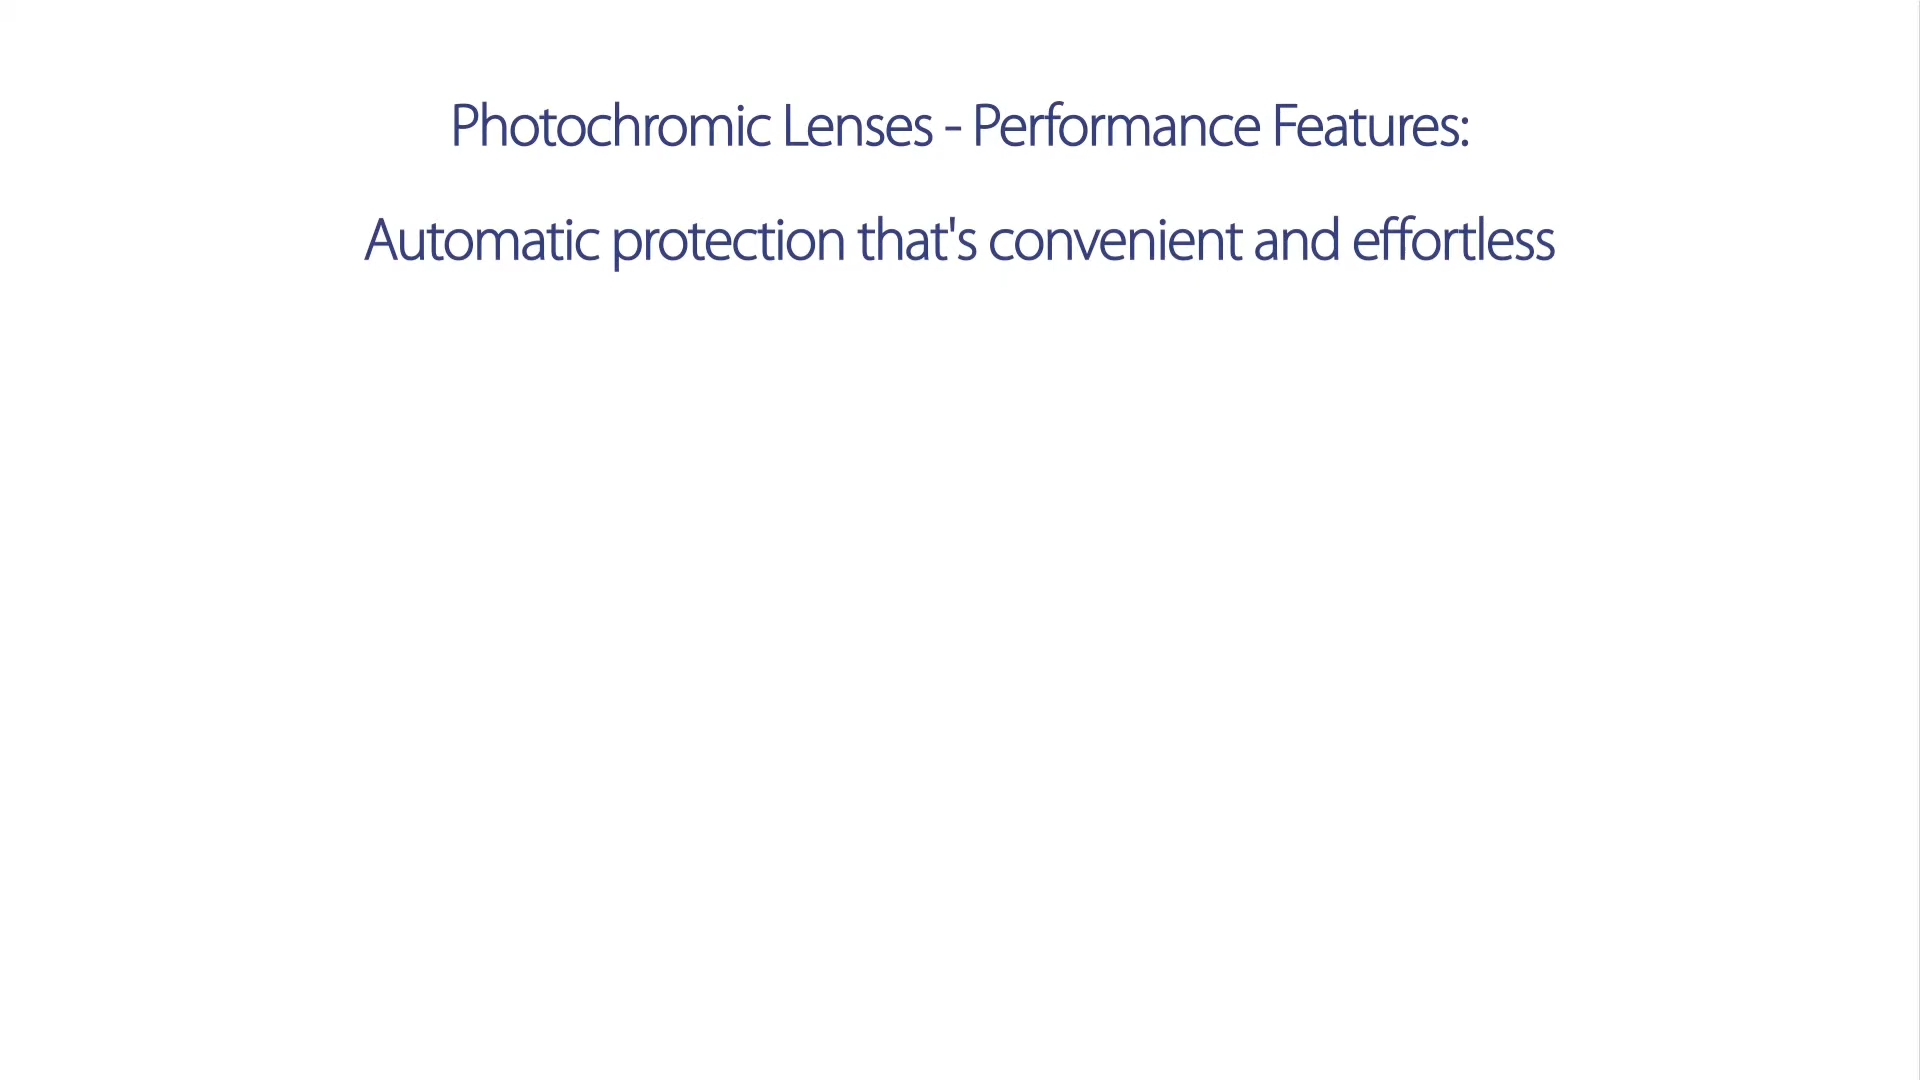 Photochromic Lenses - Performance Features:
Automatic protection that's convenient and effortless